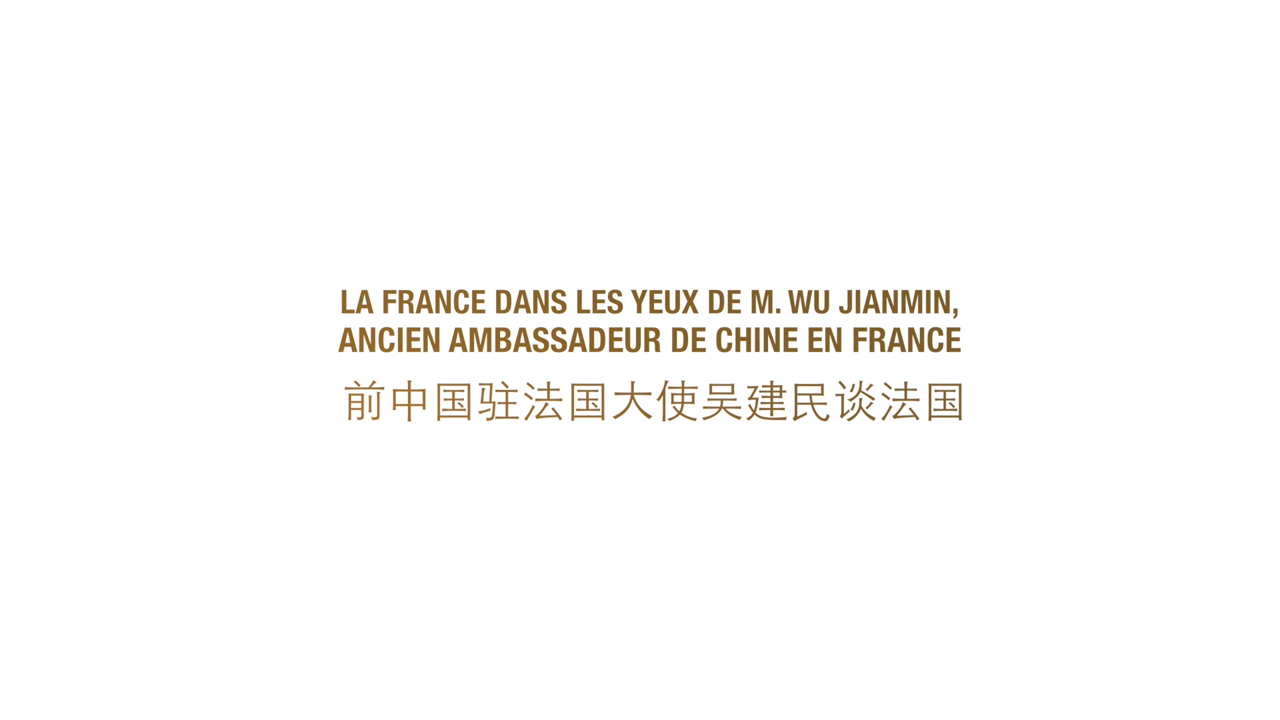 LA FRANCE DANS LES YEUX DE M. WU JIANMIN,
ANCIEN AMBASSADEUR DE CHINE EN FRANCE
前中国驻法国大使吴建民谈法国